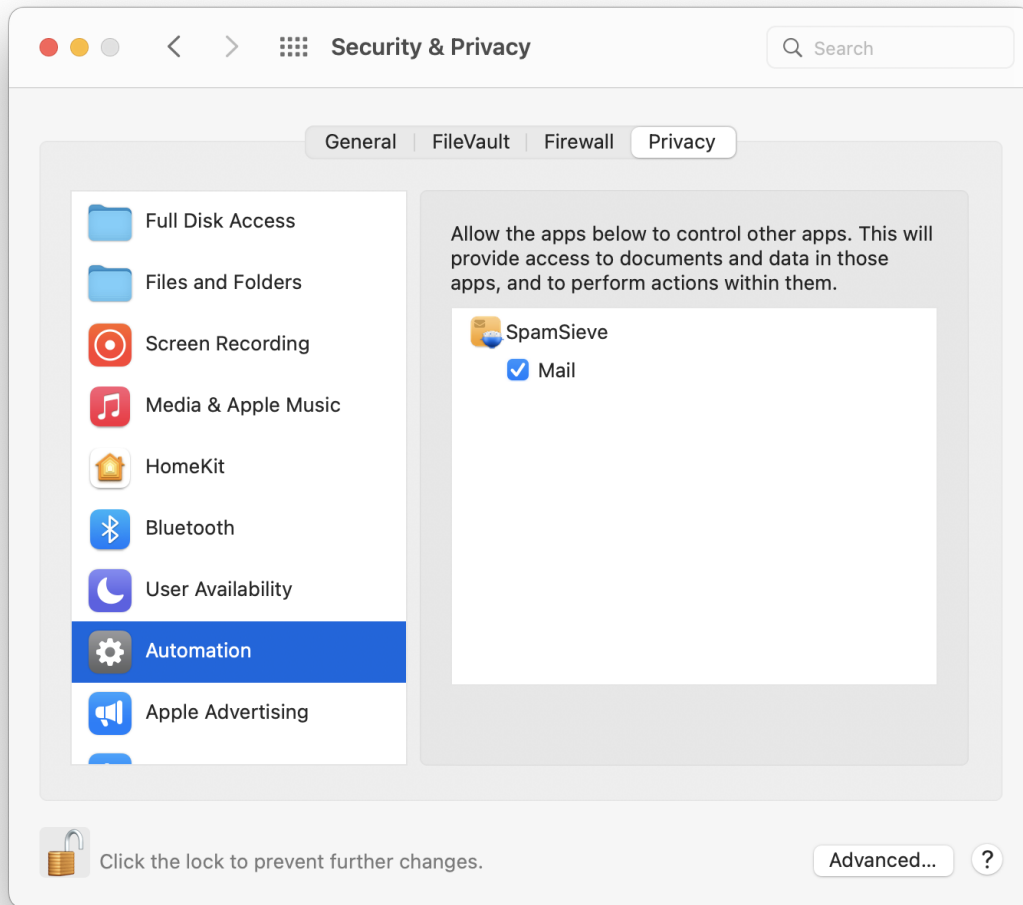 Security & Privacy
Search
General
FileVault
Firewall
Privacy
Full Disk Access
Files and Folders
Screen Recording
Media & Apple Music
HomeKit
Bluetooth
User Availability
Automation
Apple Advertising
Allow the apps below to control other apps. This will
provide access to documents and data in those
apps, and to perform actions within them.
SpamSieve
Mail
Click the lock to prevent further changes.
Advanced...
?